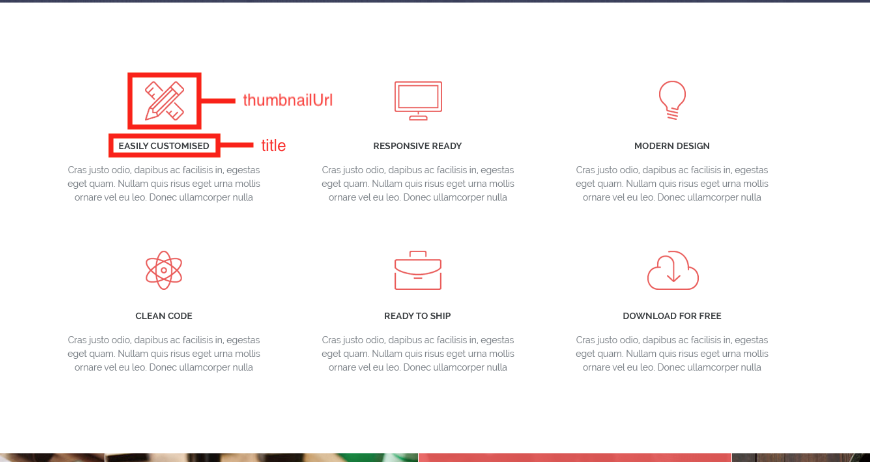 thumbnailUrl
EASILY CUSTOMISED
title
RESPONSIVE READY
MODERN DESIGN
Cras justo odio, dapibus ac facilisis in, egestas
eget quam. Nullam quis risus eget urna mollis
ornare vel eu leo. Donec ullamcorper nulla
Cras justo odio, dapibus ac facilisis in, egestas
eget quam. Nullam quis risus eget urna mollis
ornare vel eu leo. Donec ullamcorper nulla
Cras justo odio, dapibus ac facilisis in, egestas
eget quam. Nullam quis risus eget urna mollis
ornare vel eu leo. Donec ullamcorper nulla
CLEAN CODE
READY TO SHIP
DOWNLOAD FOR FREE
Cras justo odio, dapibus ac facilisis in, egestas
eget quam. Nullam quis risus eget urna mollis
ornare vel eu leo. Donec ullamcorper nulla
Cras justo odio, dapibus ac facilisis in, egestas
eget quam. Nullam quis risus eget urna mollis
ornare vel eu leo. Donec ullamcorper nulla
Cras justo odio, dapibus ac facilisis in, egestas
eget quam. Nullam quis risus eget urna mollis
ornare vel eu leo. Donec ullamcorper nulla